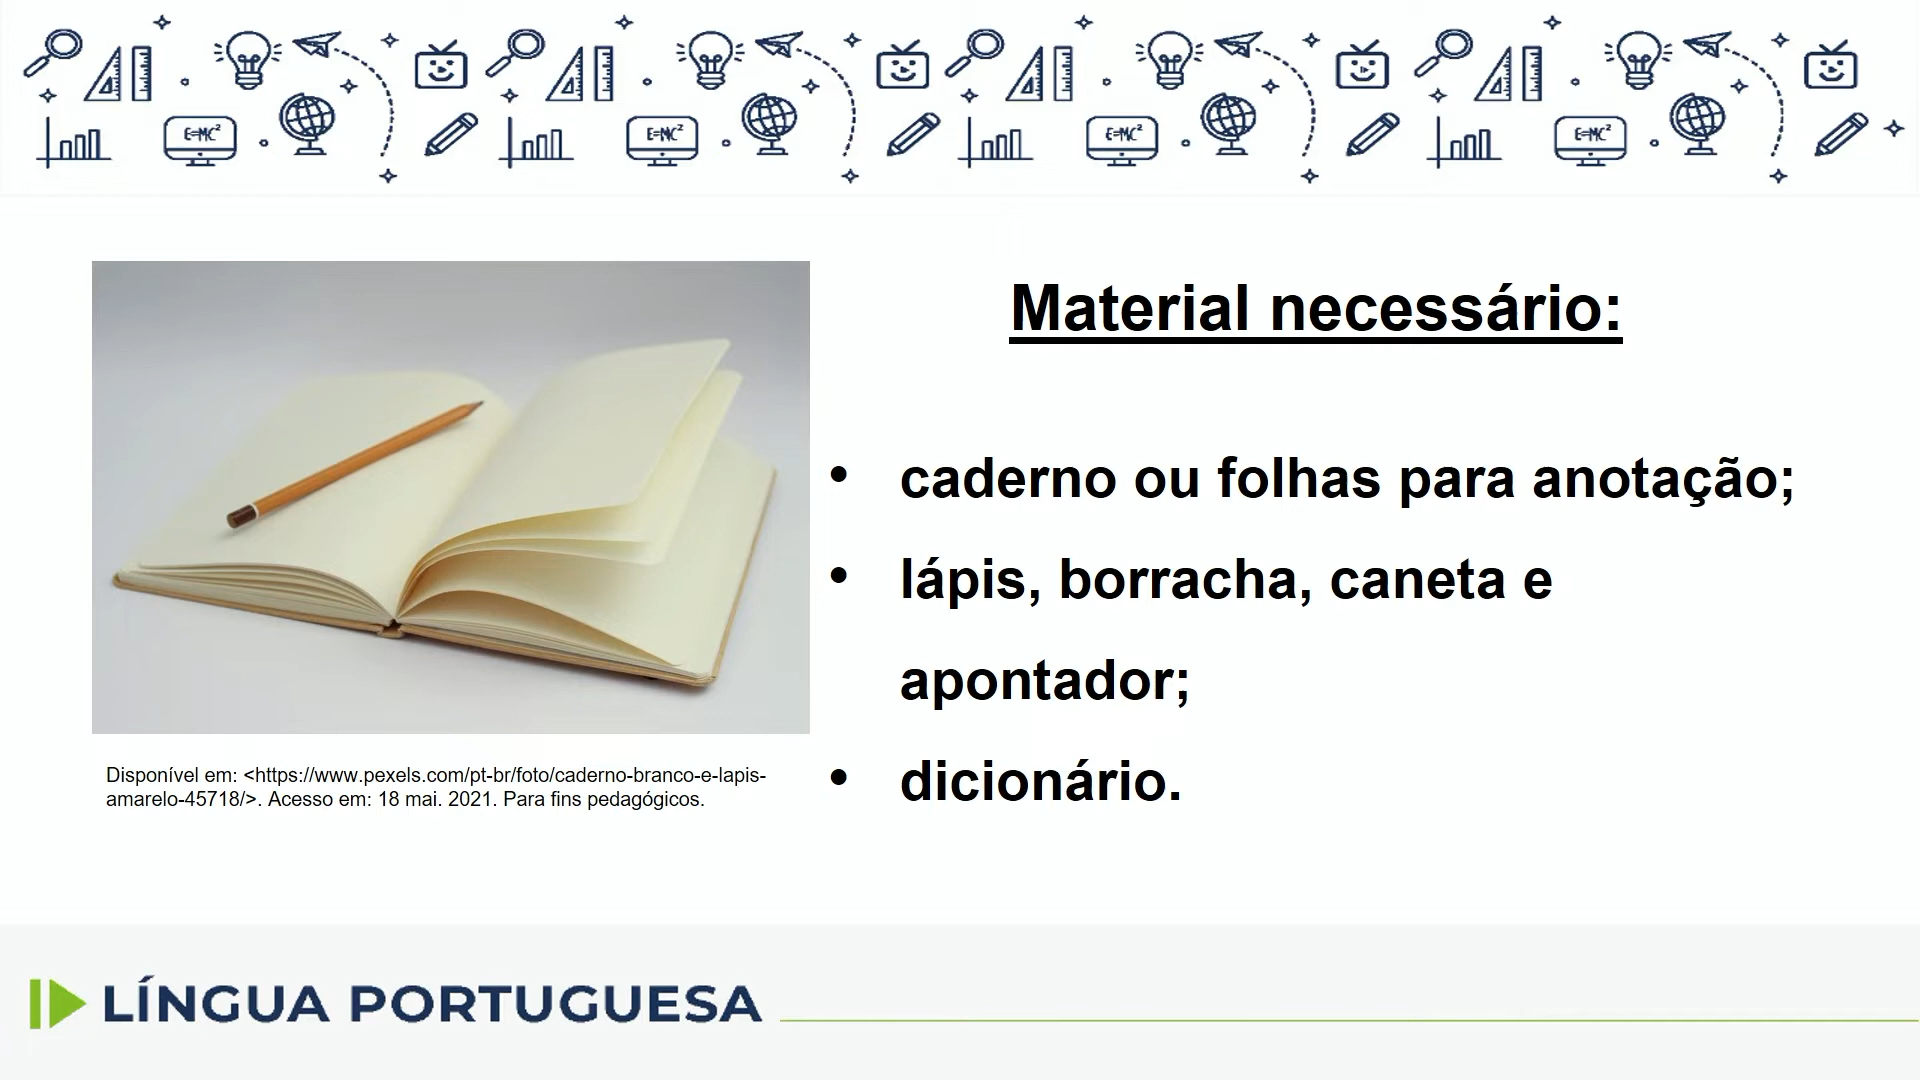 E=MC²
E=MC²
E=MC²
E=MC²
Material necessário:
• caderno ou folhas para anotação;
• lápis, borracha, caneta e
apontador;
• dicionário.
Disponível em: <https://www.pexels.com/pt-br/foto/caderno-branco-e-lapis-
amarelo-45718/>. Acesso em: 18 mai. 2021. Para fins pedagógicos.
LÍNGUA PORTUGUESA